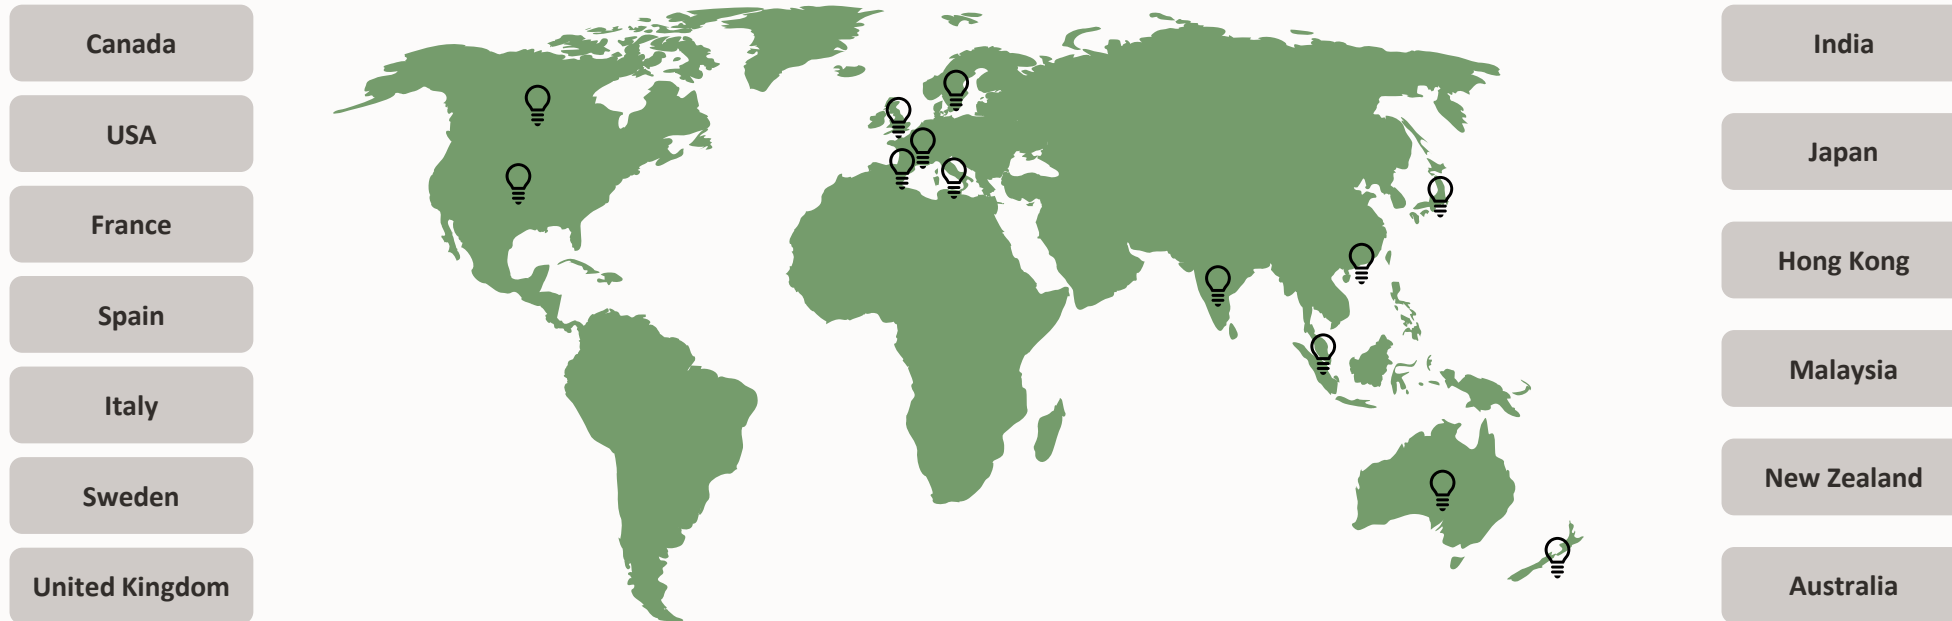 Canada
USA
France
Spain
Italy
Sweden
United Kingdom
India
Japan
Hong Kong
Malaysia
New Zealand
Australia